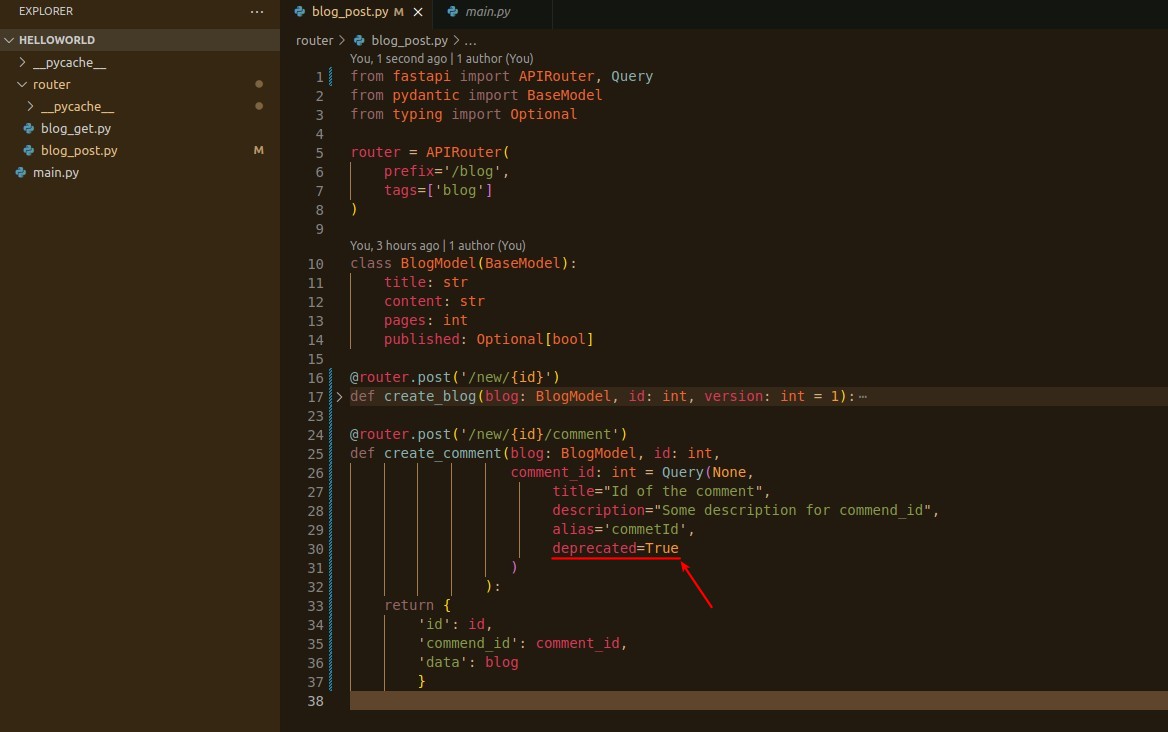 EXPLORER ···
HELLOWORLD
__pycache__
router
__pycache__
blog_get.py
blog_post.py M
main.py
blog_post.py M × main.py
router > blog_post.py > ...
You, 1 second ago | 1 author (You)
1 from fastapi import APIRouter, Query
2 from pydantic import BaseModel
3 from typing import Optional
4
5 router = APIRouter(
6 prefix='/blog',
7 tags=['blog']
8 )
9
You, 3 hours ago | 1 author (You)
10 class BlogModel(BaseModel):
11 title: str
12 content: str
13 pages: int
14 published: Optional[bool]
15
16 @router.post('/new/{id}')
17 def create_blog(blog: BlogModel, id: int, version: int = 1):⋯
23
24 @router.post('/new/{id}/comment')
25 def create_comment(blog: BlogModel, id: int,
26 comment_id: int = Query(None,
27 title="Id of the comment",
28 description="Some description for commend_id",
29 alias='commetId',
30 deprecated=True
31 )
32 ):
33 return {
34 'id': id,
35 'commend_id': comment_id,
36 'data': blog
37 }
38